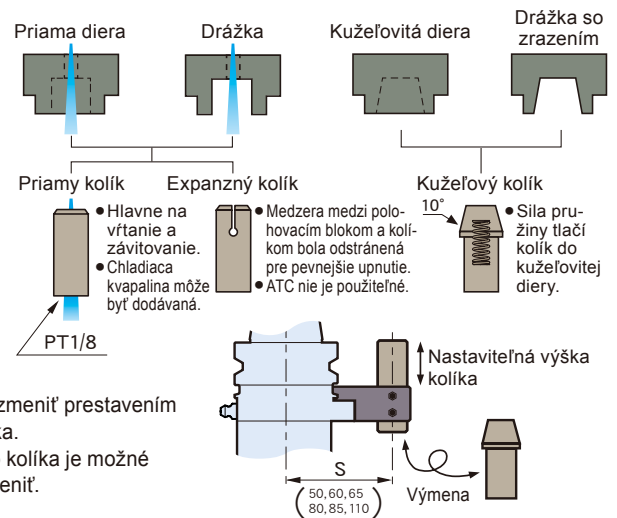 Priama diera
Drážka
Kužeľovitá diera
Drážka so
zrazením
Priamy kolík
• Hlavne na
vŕtanie a
závitovanie.
• Chladiaca
kvapalina môže
byť dodávaná.
PT1/8
Expanzný kolík
• Medzera medzi polo-
hovacím blokom a kolí-
kom bola odstránená
pre pevnejšie upnutie.
• ATC nie je použiteľné.
Kužeľový kolík
10°
• Sila pru-
žiny tlačí
kolík do
kužeľovitej
diery.
Nastaviteľná výška
kolíka
zmeniť prestavením
ka.
kolíka je možné
eniť.
S
(50,60,65
80,85,110)
Výmena